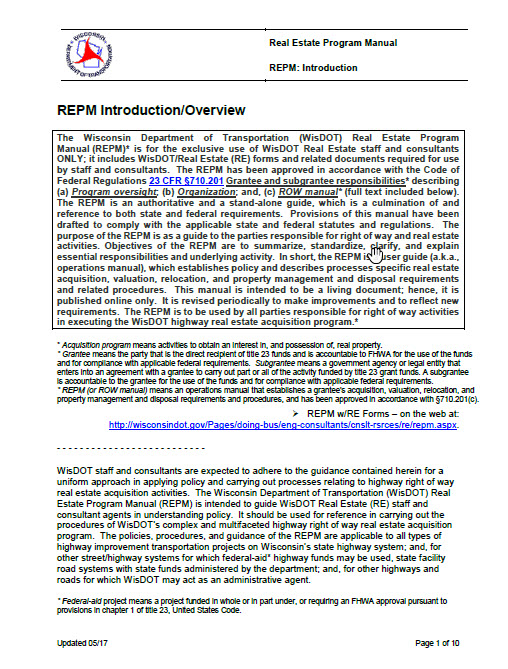 WISCONSIN
DEPARTMENT OF TRANSPORTATION
Real Estate Program Manual
REPM: Introduction
REPM Introduction/Overview
The Wisconsin Department of Transportation (WisDOT) Real Estate Program
Manual (REPM)* is for the exclusive use of WisDOT Real Estate staff and consultants
ONLY; it includes WisDOT/Real Estate (RE) forms and related documents required for use
by staff and consultants. The REPM has been approved in accordance with the Code of
Federal Regulations 23 CFR §710.201 Grantee and subgrantee responsibilities* describing
(a) Program oversight; (b) Organization; and, (c) ROW manual* (full text included below).
The REPM is an authoritative and a stand-alone guide, which is a culmination of and
reference to both state and federal requirements. Provisions of this manual have been
drafted to comply with the applicable state and federal statutes and regulations. The
purpose of the REPM is as a guide to the parties responsible for right of way and real estate
activities. Objectives of the REPM are to summarize, standardize, clarify, and explain
essential responsibilities and underlying activity. In short, the REPM is user guide (a.k.a.,
operations manual), which establishes policy and describes processes specific real estate
acquisition, valuation, relocation, and property management and disposal requirements
and related procedures. This manual is intended to be a living document; hence, it is
published online only. It is revised periodically to make improvements and to reflect new
requirements. The REPM is to be used by all parties responsible for right of way activities
in executing the WisDOT highway real estate acquisition program.*
* Acquisition program means activities to obtain an interest in, and possession of, real property.
* Grantee means the party that is the direct recipient of title 23 funds and is accountable to FHWA for the use of the funds
and for compliance with applicable federal requirements. Subgrantee means a government agency or legal entity that
enters into an agreement with a grantee to carry out part or all of the activity funded by title 23 grant funds. A subgrantee
is accountable to the grantee for the use of the funds and for compliance with applicable federal requirements.
* REPM (or ROW manual) means an operations manual that establishes a grantee's acquisition, valuation, relocation, and
property management and disposition requirements and procedures, and has been approved in accordance with §710.201(c).
➢ REPM w/RE Forms – on the web at:
http://wisconsindot.gov/Pages/doing-bus/eng-consultants/cnslt-rsrces/re/repm.aspx.
- - - - - - - - - - - - - - - - - - - - - - - - - -
WisDOT staff and consultants are expected to adhere to the guidance contained herein for a
uniform approach in applying policy and carrying out processes relating to highway right of way
real estate acquisition activities. The Wisconsin Department of Transportation (WisDOT) Real
Estate Program Manual (REPM) is intended to guide WisDOT Real Estate (RE) staff and
consultant agents in understanding policy. It should be used for reference in carrying out the
procedures of WisDOT's complex and multifaceted highway right of way real estate acquisition
program. The policies, procedures, and guidance of the REPM are applicable to all types of
highway improvement transportation projects on Wisconsin's state highway system; and, for
other street/highway systems for which federal-aid* highway funds may be used, state facility
road systems with state funds administered by the department; and, for other highways and
roads for which WisDOT may act as an administrative agent.
* Federal-aid project means a project funded in whole or in part under, or requiring an FHWA approval pursuant to
provisions in chapter 1 of title 23, United States Code.
Updated 05/17
Page 1 of 10